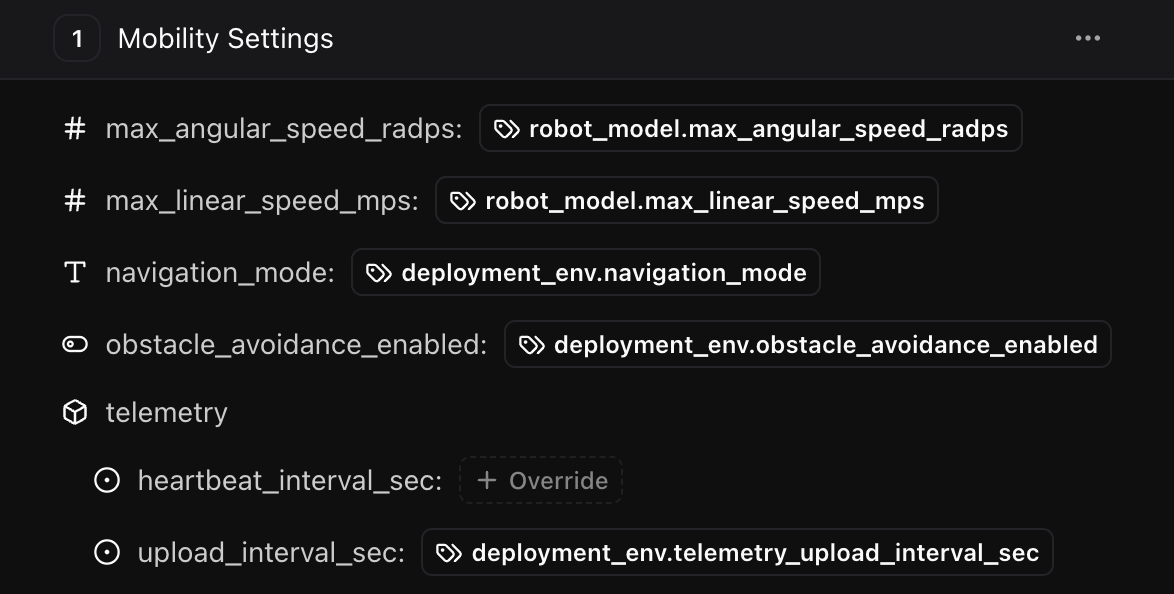 1 Mobility Settings
max_angular_speed_radps: robot_model.max_angular_speed_radps
max_linear_speed_mps: robot_model.max_linear_speed_mps
navigation_mode: deployment_env.navigation_mode
obstacle_avoidance_enabled: deployment_env.obstacle_avoidance_enabled
telemetry
heartbeat_interval_sec: + Override
upload_interval_sec: deployment_env.telemetry_upload_interval_sec